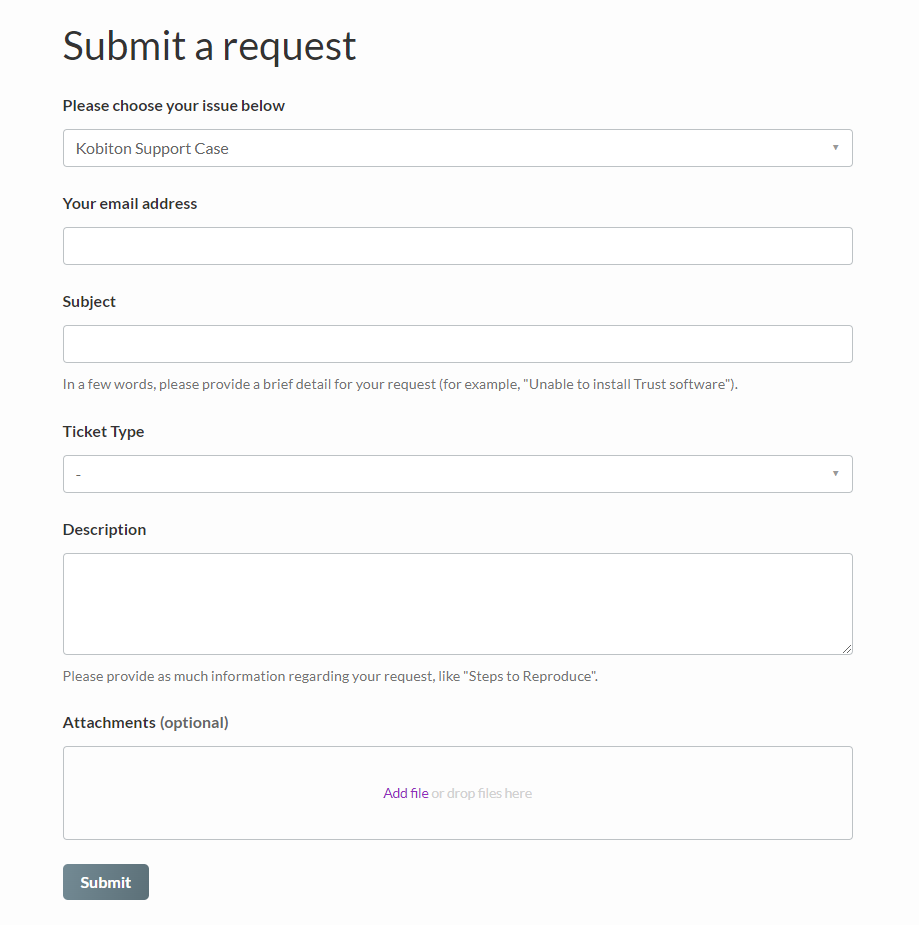 Submit a request
Please choose your issue below
Kobiton Support Case
Your email address
Subject
In a few words, please provide a brief detail for your request (for example, "Unable to install Trust software").
Ticket Type
-
Description
Please provide as much information regarding your request, like "Steps to Reproduce".
Attachments (optional)
Add file or drop files here
Submit